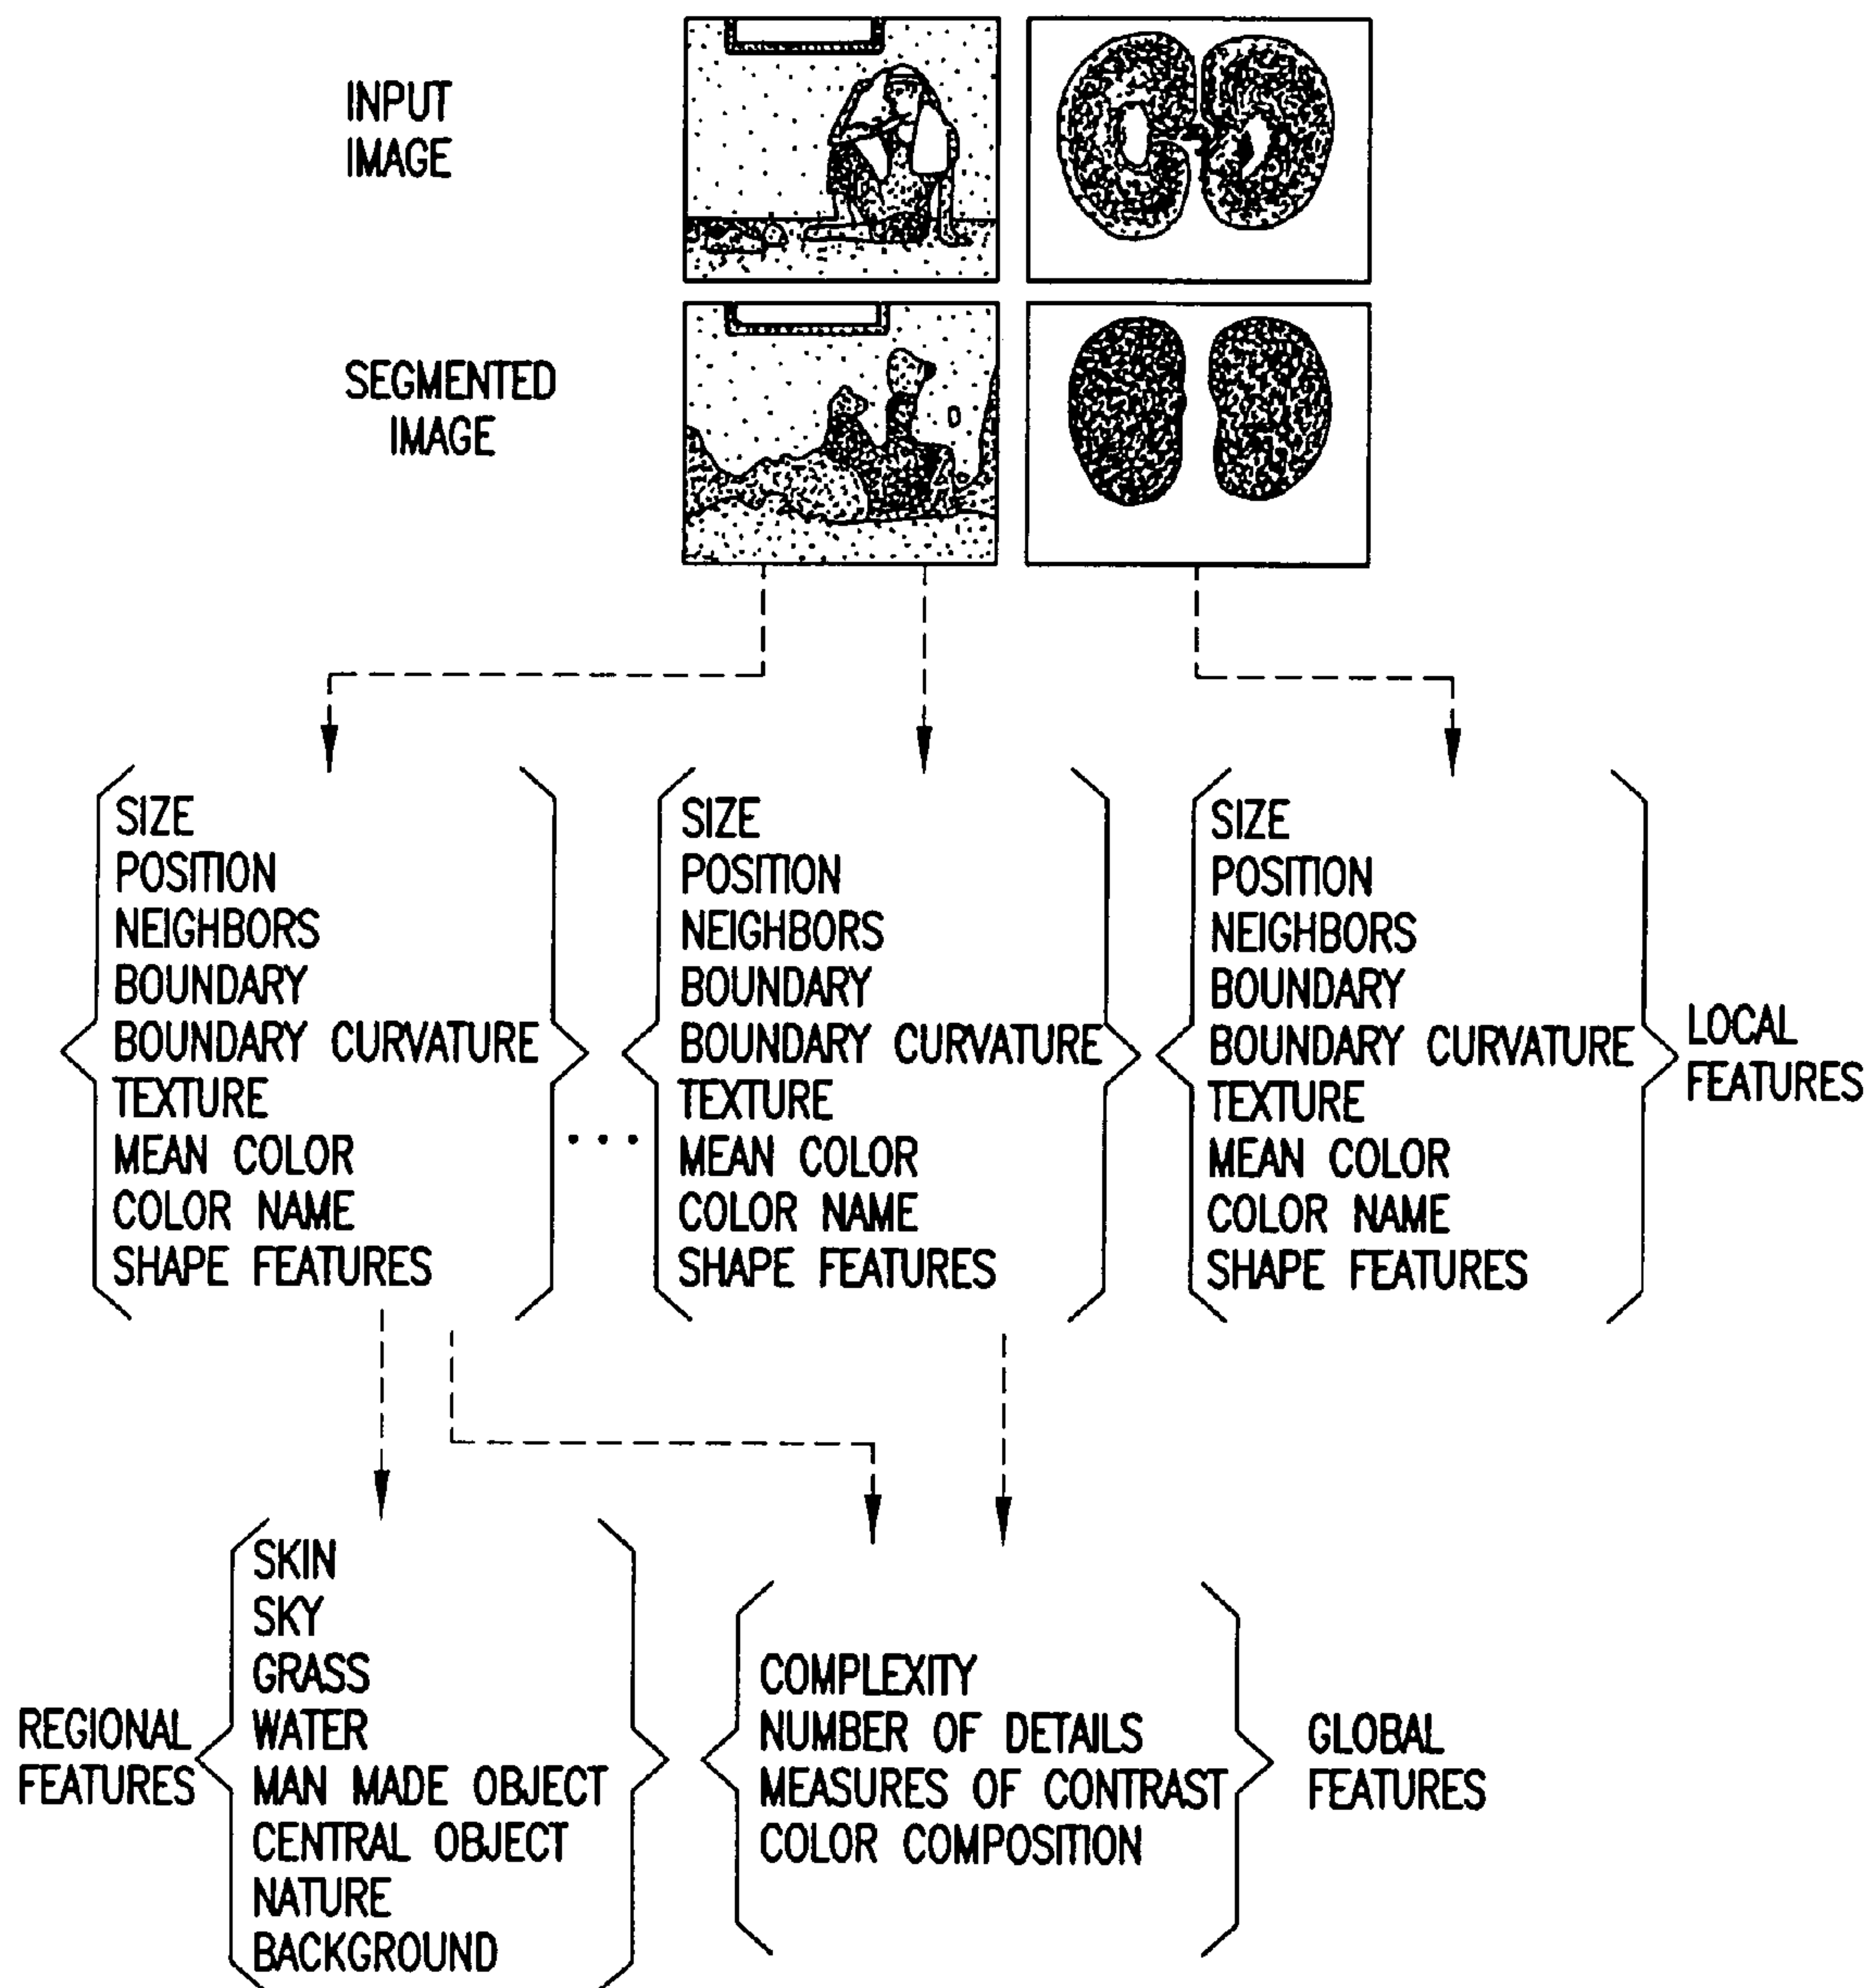 INPUT
IMAGE
SEGMENTED
IMAGE
SIZE
POSITION
NEIGHBORS
BOUNDARY
BOUNDARY CURVATURE
TEXTURE
MEAN COLOR
COLOR NAME
SHAPE FEATURES
...
SIZE
POSITION
NEIGHBORS
BOUNDARY
BOUNDARY CURVATURE
TEXTURE
MEAN COLOR
COLOR NAME
SHAPE FEATURES
SIZE
POSITION
NEIGHBORS
BOUNDARY
BOUNDARY CURVATURE
TEXTURE
MEAN COLOR
COLOR NAME
SHAPE FEATURES
LOCAL
FEATURES
REGIONAL
FEATURES
SKIN
SKY
GRASS
WATER
MAN MADE OBJECT
CENTRAL OBJECT
NATURE
BACKGROUND
COMPLEXITY
NUMBER OF DETAILS
MEASURES OF CONTRAST
COLOR COMPOSITION
GLOBAL
FEATURES